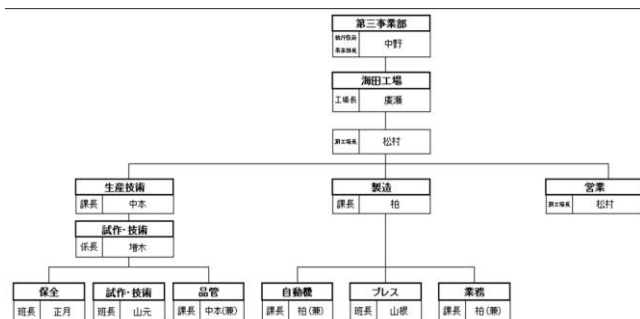 第三事業部
執行役員
事業部長 中野
海田工場
工場長 廣瀬
副工場長 松村
生産技術 製造 営業
課長 中本 課長 柏 副工場長 松村
試作・技術
係長 増木
保全 試作・技術 品管 自動機 プレス 業務
班長 正月 班長 山元 課長 中本(兼) 課長 柏(兼) 班長 山根 課長 柏(兼)